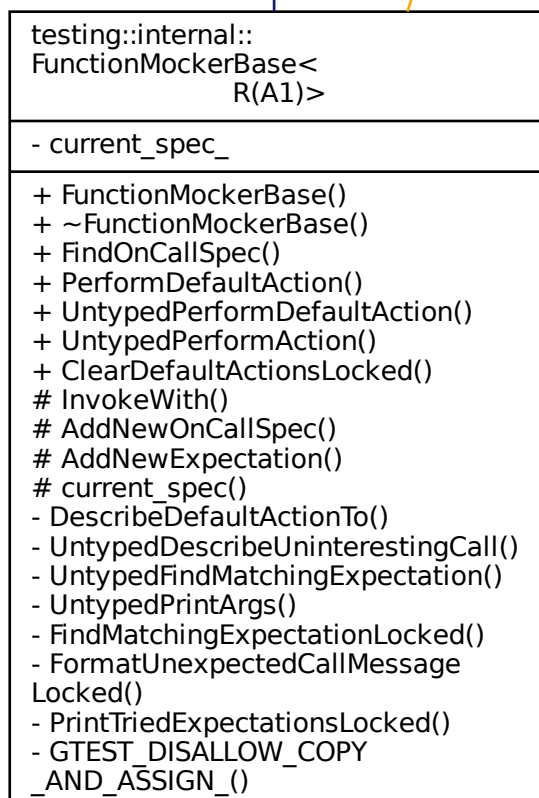 testing::internal::
FunctionMockerBase<
R(A1)>
- current_spec_
+ FunctionMockerBase()
+ ~FunctionMockerBase()
+ FindOnCallSpec()
+ PerformDefaultAction()
+ UntypedPerformDefaultAction()
+ UntypedPerformAction()
+ ClearDefaultActionsLocked()
# InvokeWith()
# AddNewOnCallSpec()
# AddNewExpectation()
# current_spec()
- DescribeDefaultActionTo()
- UntypedDescribeUninterestingCall()
- UntypedFindMatchingExpectation()
- UntypedPrintArgs()
- FindMatchingExpectationLocked()
- FormatUnexpectedCallMessage
Locked()
- PrintTriedExpectationsLocked()
- GTEST_DISALLOW_COPY
_AND_ASSIGN_()